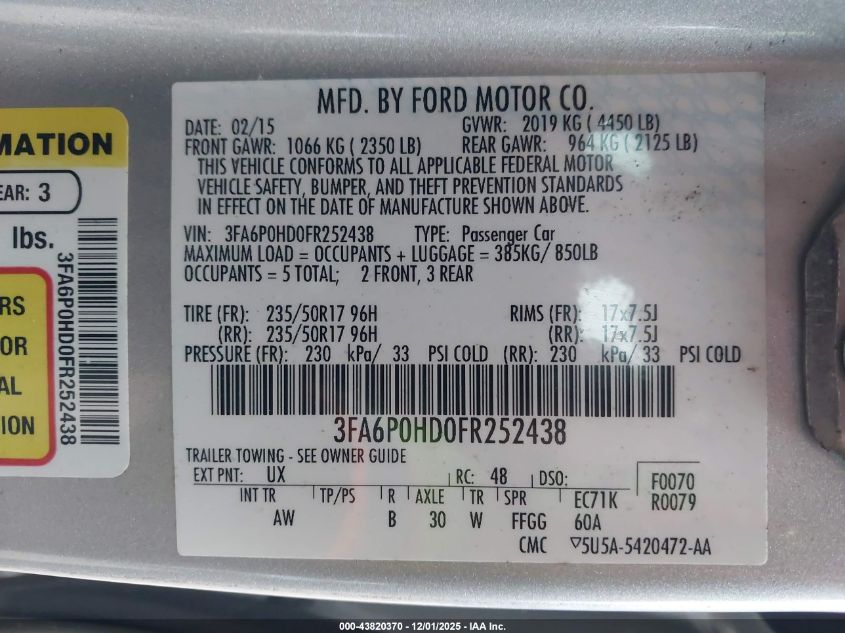 MATION
EAR: 3
lbs.
3FA6P0HD0FR252438
RS
OR
AL
ION
MFD. BY FORD MOTOR CO.
DATE: 02/15 GVWR: 2019 KG ( 4450 LB)
FRONT GAWR: 1066 KG ( 2350 LB) REAR GAWR: 964 KG ( 2125 LB)
THIS VEHICLE CONFORMS TO ALL APPLICABLE FEDERAL MOTOR
VEHICLE SAFETY, BUMPER, AND THEFT PREVENTION STANDARDS
IN EFFECT ON THE DATE OF MANUFACTURE SHOWN ABOVE.
VIN: 3FA6P0HD0FR252438 TYPE: Passenger Car
MAXIMUM LOAD = OCCUPANTS + LUGGAGE = 385KG/ 850LB
OCCUPANTS = 5 TOTAL; 2 FRONT, 3 REAR
TIRE (FR): 235/50R17 96H RIMS (FR): 17x7.5J
(RR): 235/50R17 96H (RR): 17x7.5J
PRESSURE (FR): 230 kPa/ 33 PSI COLD (RR): 230 kPa/ 33 PSI COLD
3FA6P0HD0FR252438
TRAILER TOWING - SEE OWNER GUIDE
EXT PNT: UX RC: 48 DSO: F0070
INT TR TP/PS R AXLE TR SPR EC71K R0079
AW B 30 W FFGG 60A
CMC ▽5U5A-5420472-AA
000-43820370 • 12/01/2025 - IAA Inc.